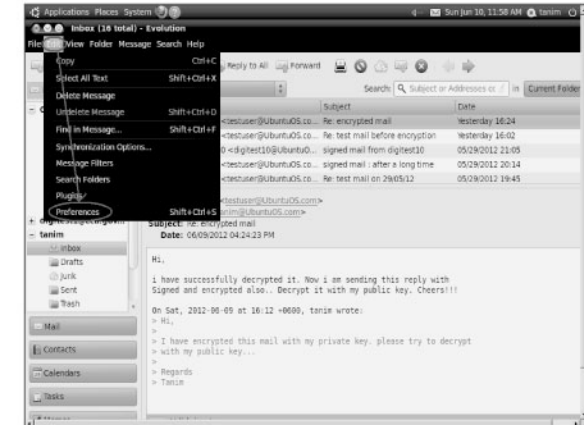 Applications Places System
Sun Jun 10, 11:58 AM tanim
Inbox (16 total) - Evolution
File Edit View Folder Message Search Help
Copy Ctrl+C
Select All Text Shift+Ctrl+X
Delete Message
Undelete Message Shift+Ctrl+D
Find in Message... Shift+Ctrl+F
Synchronization Options...
Message Filters
Search Folders
Plugins
Preferences Shift+Ctrl+S
Reply to All Forward
Search: Subject or Addresses in Current Folder
Subject Date
<testuser@UbuntuOS.co... Re: encrypted mail Yesterday 16:24
<testuser@UbuntuOS.co... Re: test mail before encryption Yesterday 16:02
0 <digitest10@UbuntuO... signed mail from digitest10 05/29/2012 21:05
<testuser@UbuntuOS.co... signed mail : after a long time 05/29/2012 20:14
<testuser@UbuntuOS.co... Re: test mail on 29/05/12 05/29/2012 19:45
<testuser@UbuntuOS.com>
@UbuntuOS.com>
Subject: Re: encrypted mail
Date: 06/09/2012 04:24:23 PM
tanim
Inbox
Drafts
Junk
Sent
Trash
Mail
Contacts
Calendars
Tasks
Hi,
i have successfully decrypted it. Now i am sending this reply with
Signed and encrypted also.. Decrypt it with my public key. Cheers!!!
On Sat, 2012-06-09 at 16:12 +0600, tanim wrote:
> Hi,
>
> I have encrypted this mail with my private key. please try to decrypt
> with my public key...
>
> Regards
> Tanim